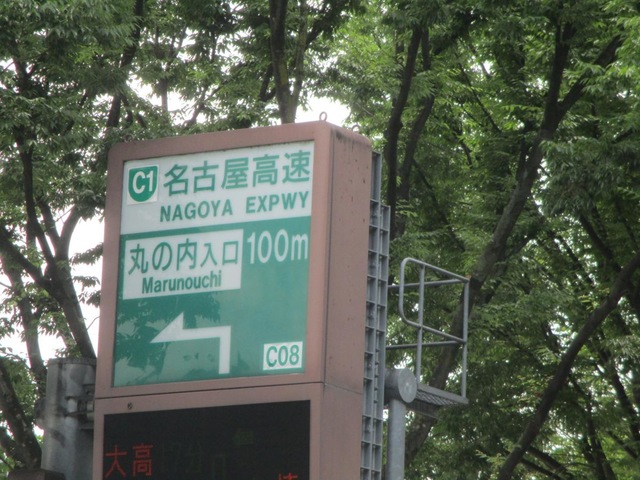 C1 名古屋高速
NAGOYA EXPWY
丸の内入口 100m
Marunouchi
C08
大高